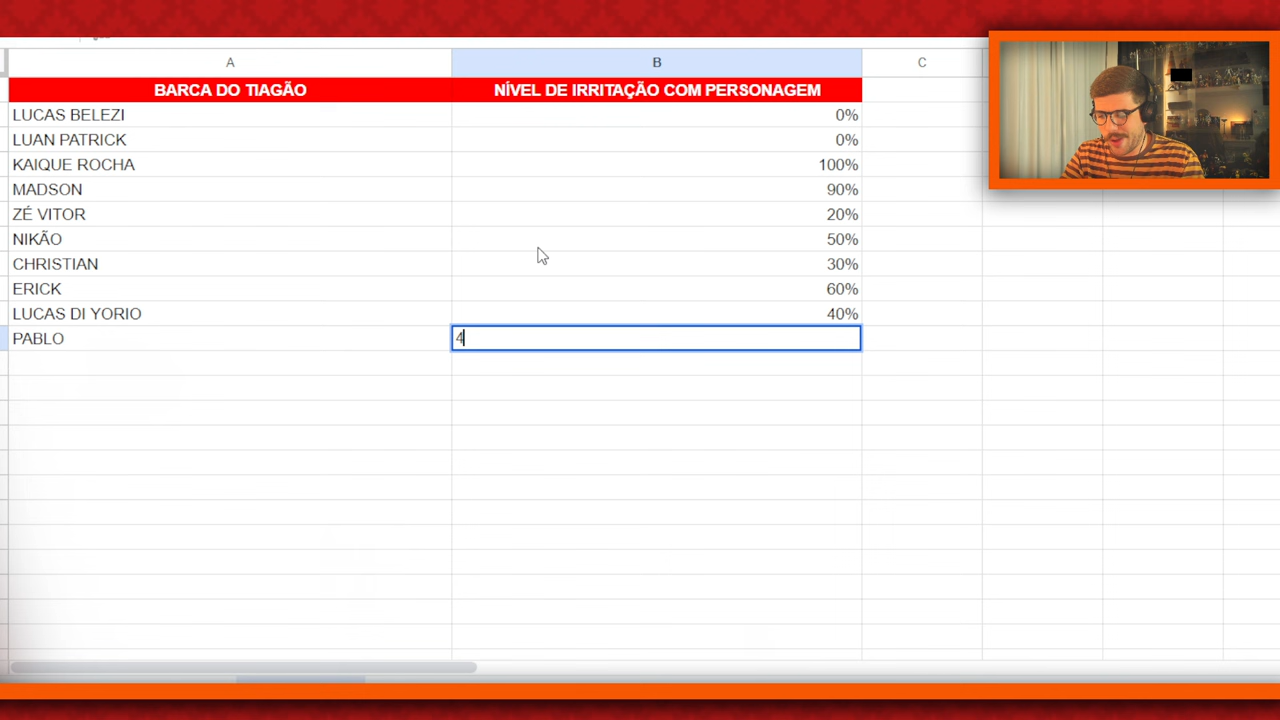 A B C
BARCA DO TIAGÃO NÍVEL DE IRRITAÇÃO COM PERSONAGEM
LUCAS BELEZI 0%
LUAN PATRICK 0%
KAIQUE ROCHA 100%
MADSON 90%
ZÉ VITOR 20%
NIKÃO 50%
CHRISTIAN 30%
ERICK 60%
LUCAS DI YORIO 40%
PABLO 4